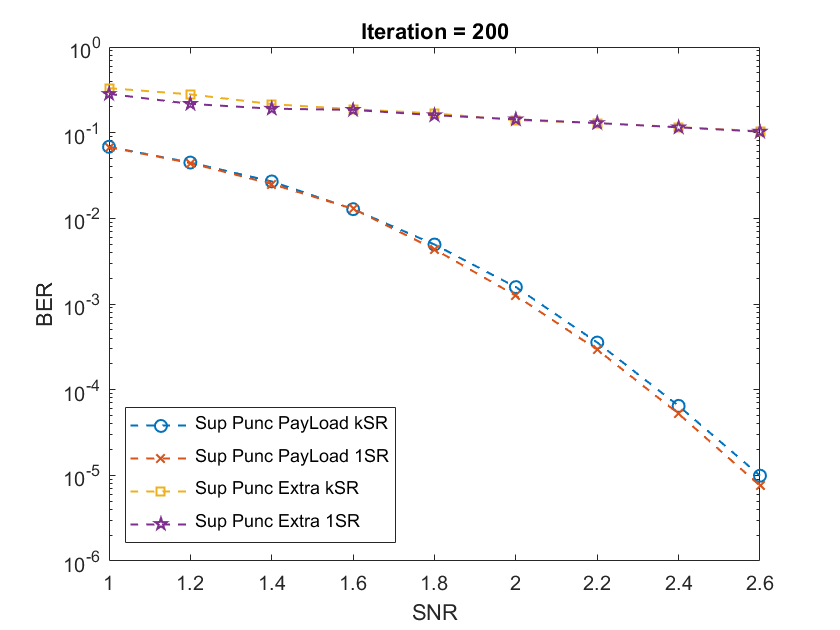 Iteration = 200
10^0
10^-1
10^-2
10^-3
10^-4
10^-5
10^-6
BER
Sup Punc PayLoad kSR
Sup Punc PayLoad 1SR
Sup Punc Extra kSR
Sup Punc Extra 1SR
1 1.2 1.4 1.6 1.8 2 2.2 2.4 2.6
SNR